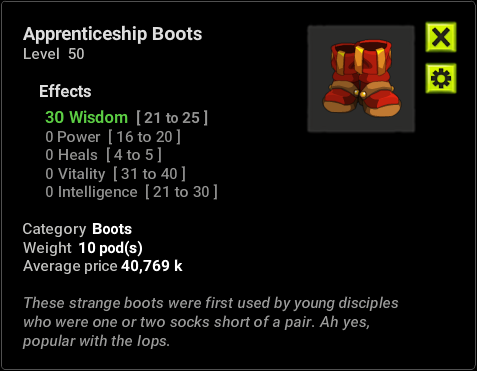 Apprenticeship Boots
Level 50
Effects
30 Wisdom [ 21 to 25 ]
0 Power [ 16 to 20 ]
0 Heals [ 4 to 5 ]
0 Vitality [ 31 to 40 ]
0 Intelligence [ 21 to 30 ]
Category Boots
Weight 10 pod(s)
Average price 40,769 k
These strange boots were first used by young disciples
who were one or two socks short of a pair. Ah yes,
popular with the Iops.